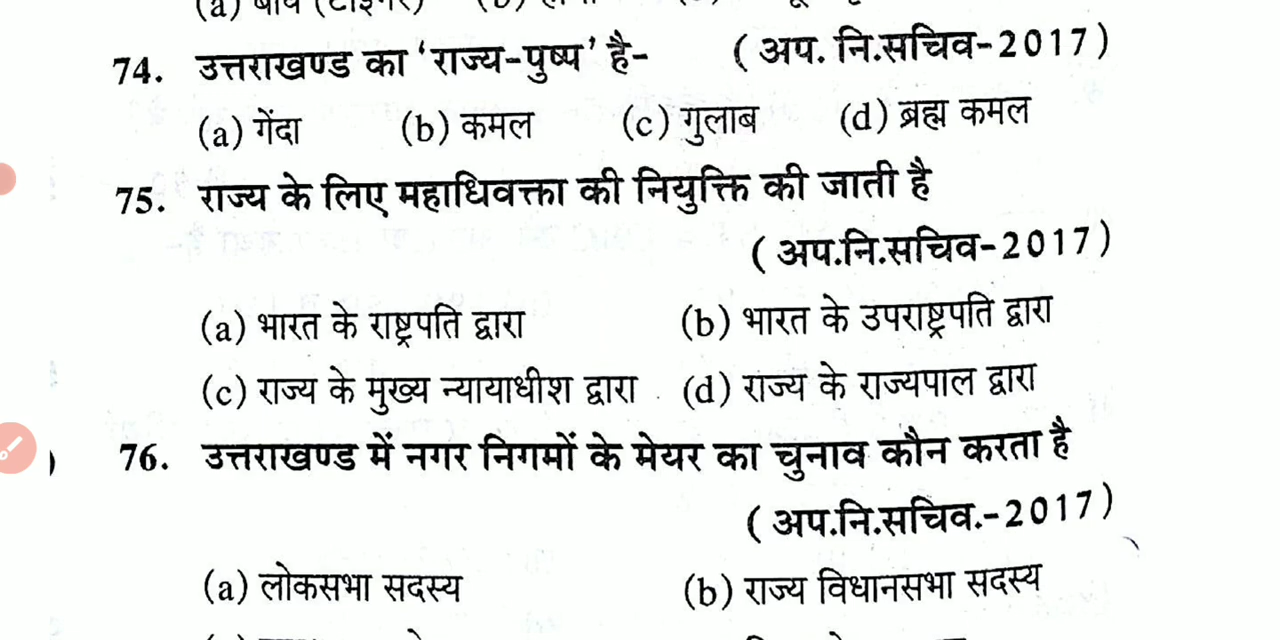 74. उत्तराखण्ड का 'राज्य-पुष्प' है- ( अप. नि.सचिव-2017 )
(a) गेंदा (b) कमल (c) गुलाब (d) ब्रह्म कमल
75. राज्य के लिए महाधिवक्ता की नियुक्ति की जाती है
( अप.नि.सचिव-2017 )
(a) भारत के राष्ट्रपति द्वारा (b) भारत के उपराष्ट्रपति द्वारा
(c) राज्य के मुख्य न्यायाधीश द्वारा (d) राज्य के राज्यपाल द्वारा
76. उत्तराखण्ड में नगर निगमों के मेयर का चुनाव कौन करता है
( अप.नि.सचिव.-2017 )
(a) लोकसभा सदस्य (b) राज्य विधानसभा सदस्य